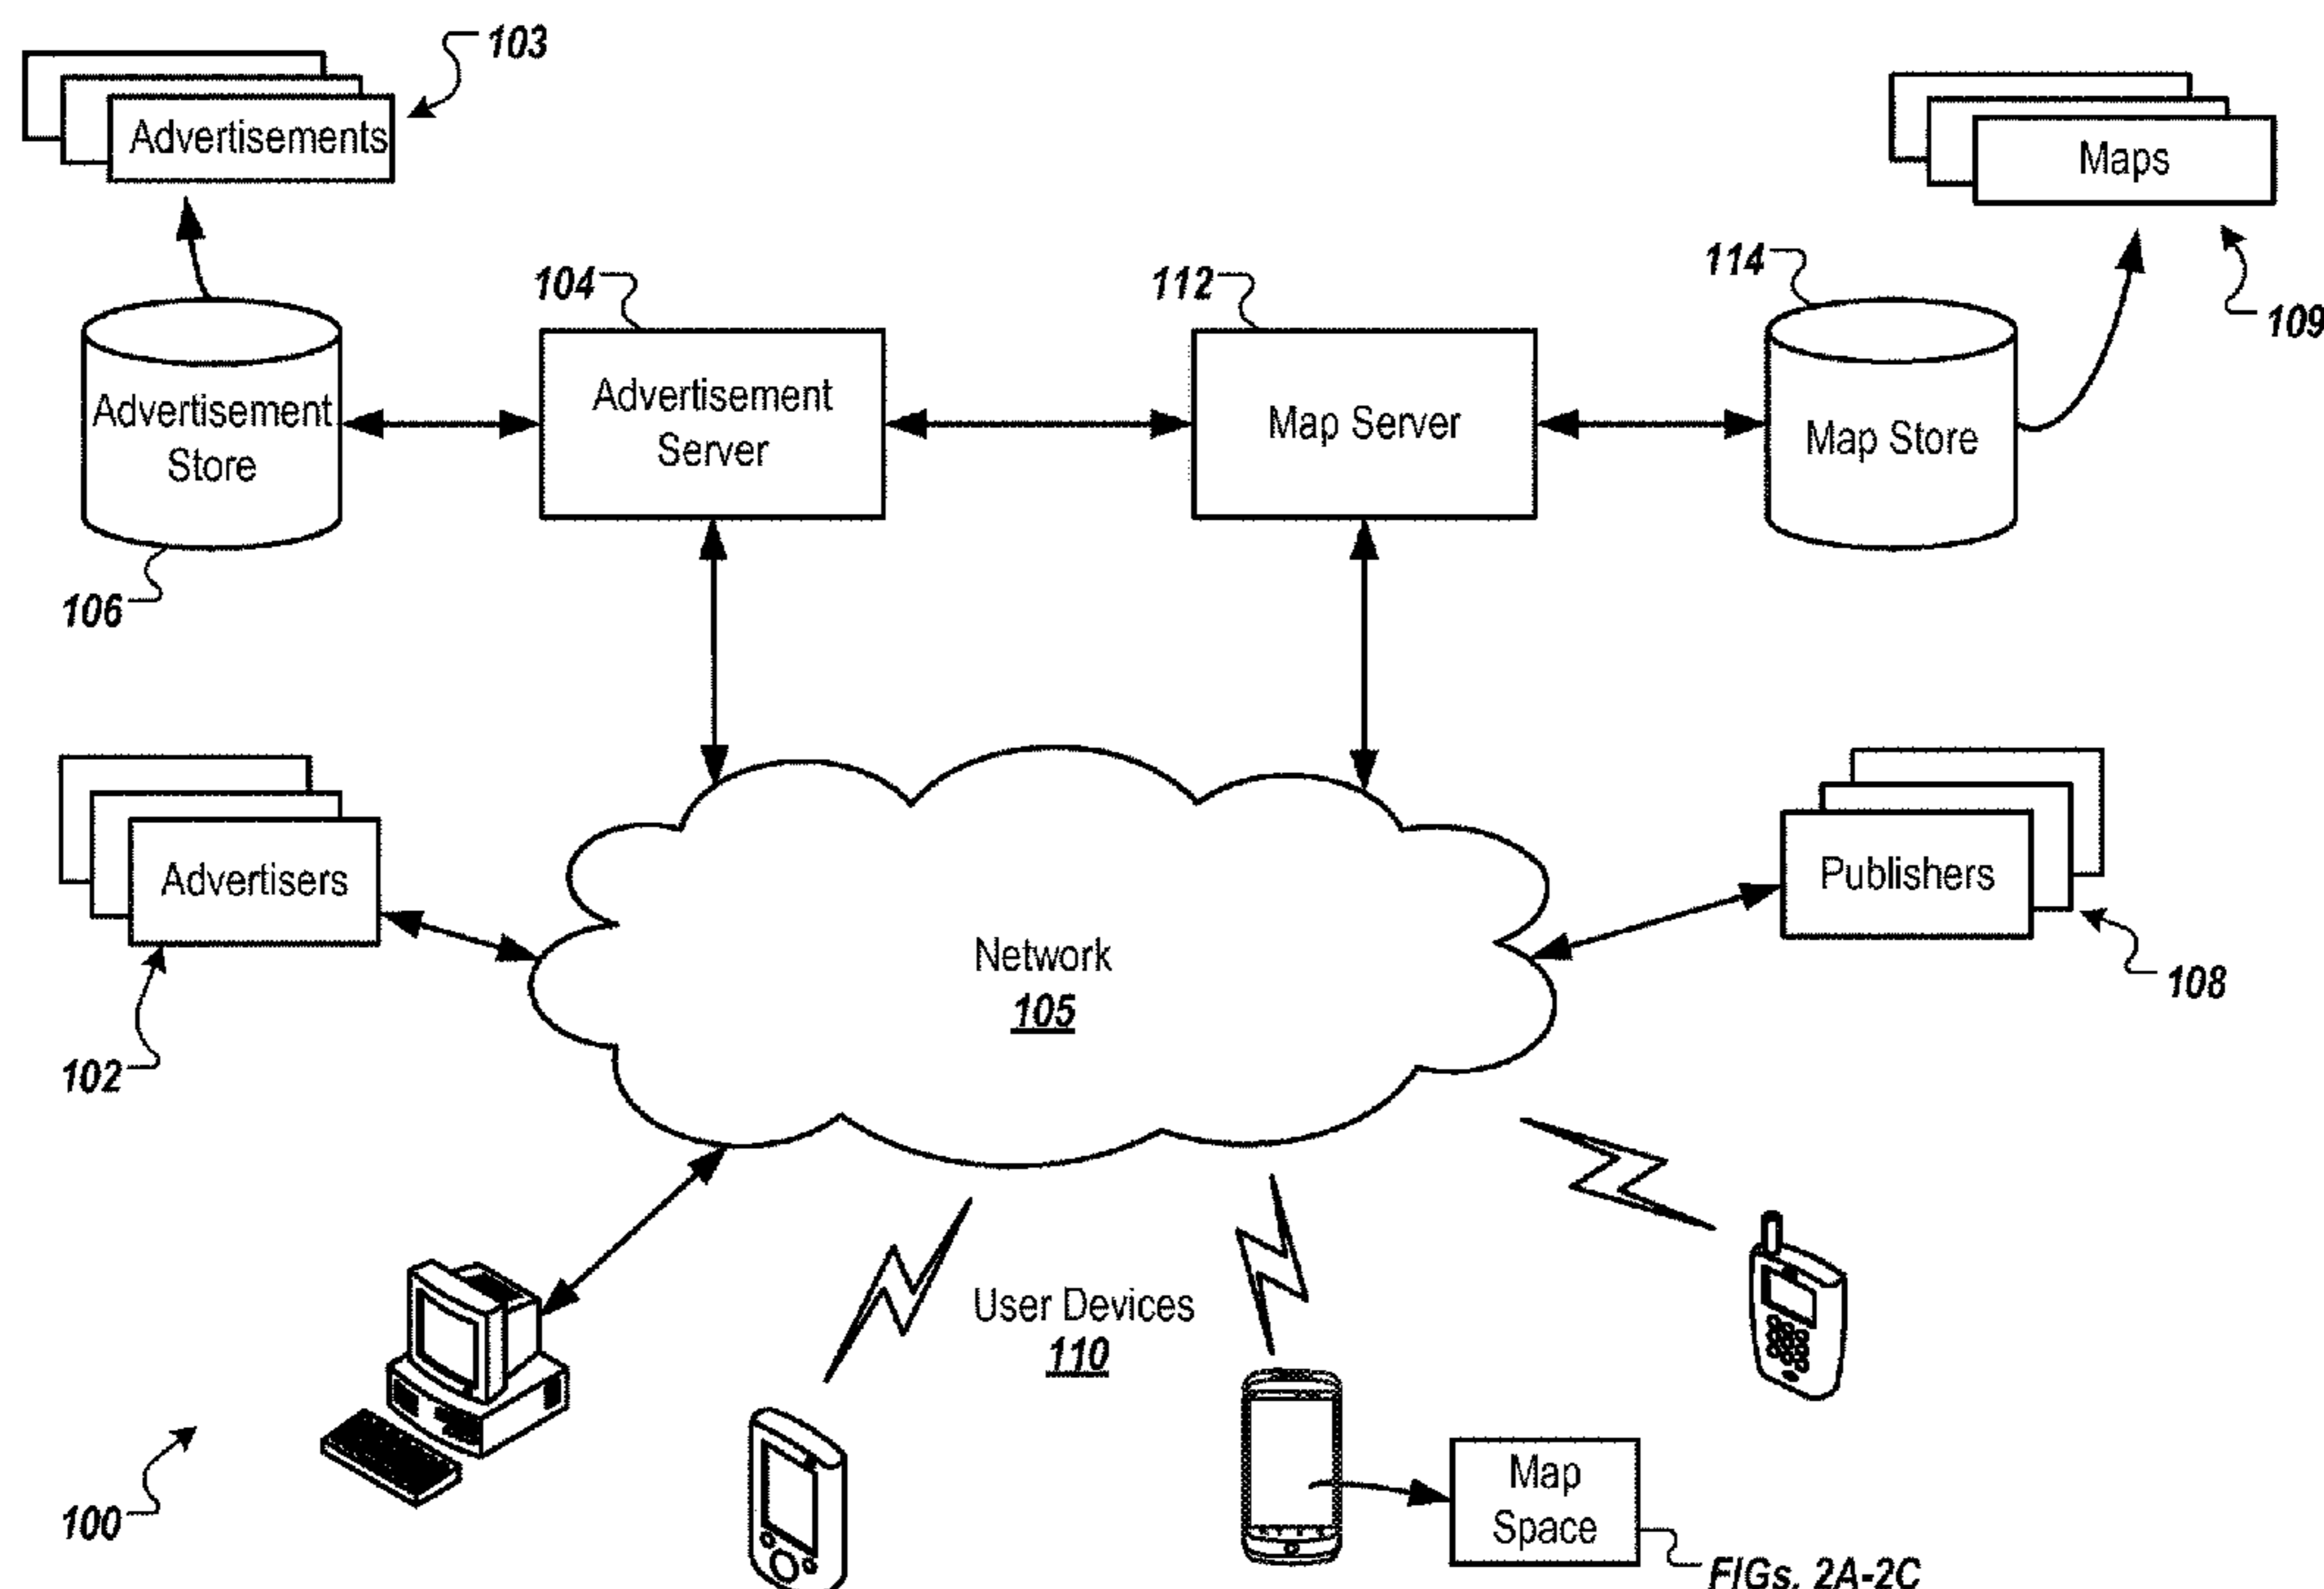 103
Advertisements
Maps
109
104
112
114
Advertisement
Store
Advertisement
Server
Map Server
Map Store
106
Advertisers
102
Publishers
108
Network
105
User Devices
110
100
Map
Space
FIGs. 2A-2C